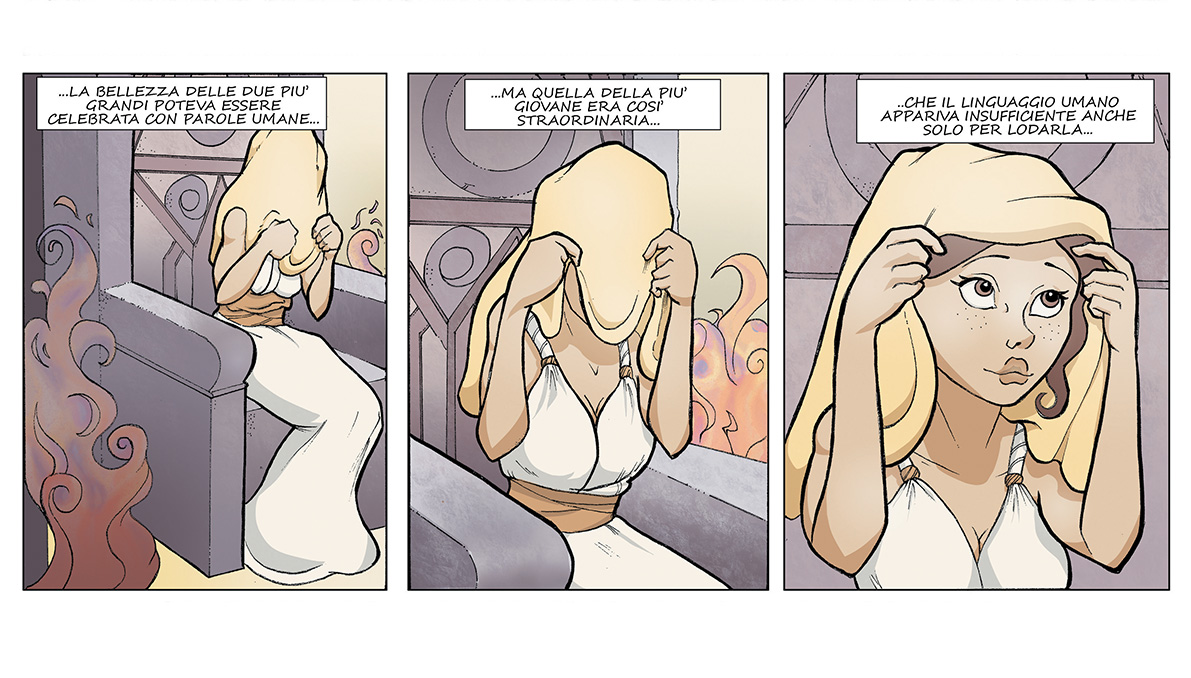 ...LA BELLEZZA DELLE DUE PIU'
GRANDI POTEVA ESSERE
CELEBRATA CON PAROLE UMANE...
...MA QUELLA DELLA PIU'
GIOVANE ERA COSI'
STRAORDINARIA...
..CHE IL LINGUAGGIO UMANO
APPARIVA INSUFFICIENTE ANCHE
SOLO PER LODARLA...